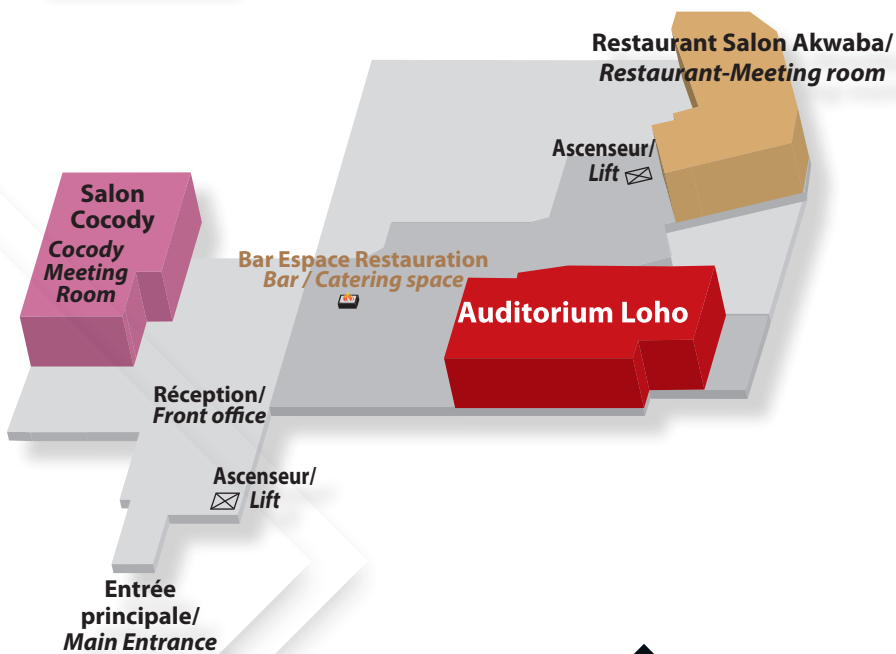 Restaurant Salon Akwaba/
Restaurant-Meeting room
Ascenseur/
Lift
Salon
Cocody
Cocody
Meeting
Room
Bar Espace Restauration
Bar / Catering space
Auditorium Loho
Réception/
Front office
Ascenseur/
Lift
Entrée
principale/
Main Entrance